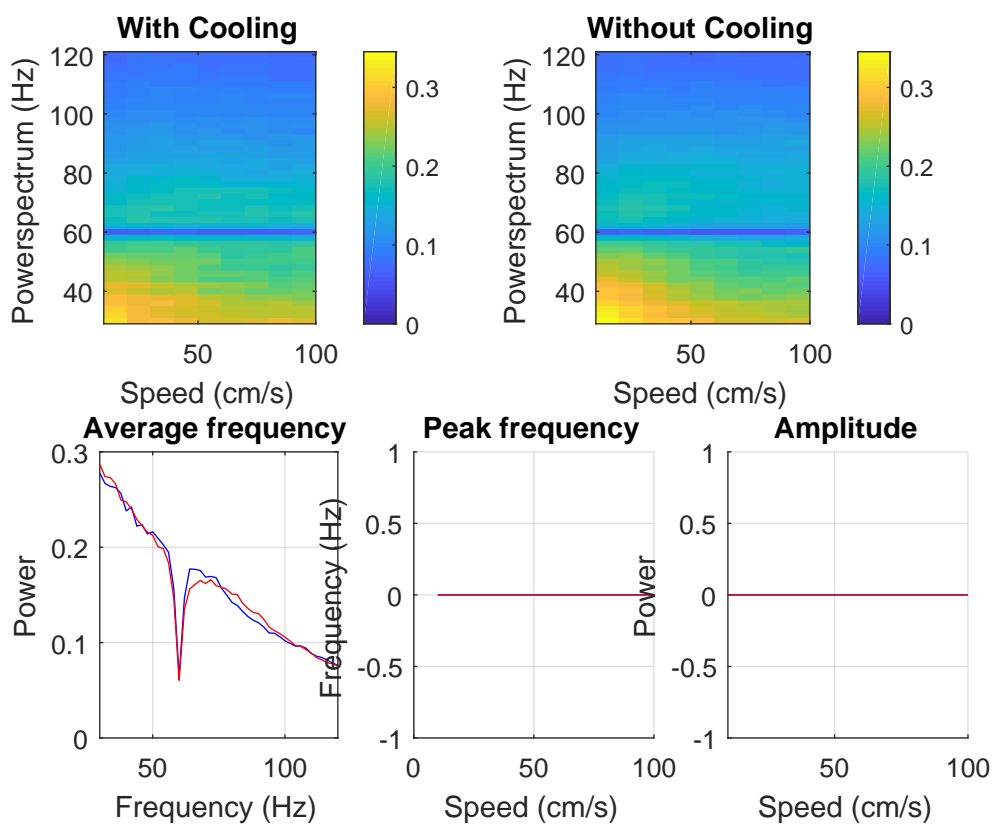 With Cooling
Powerspectrum (Hz)
120
100
80
60
40
50
100
Speed (cm/s)
0.3
0.2
0.1
0
Without Cooling
Powerspectrum (Hz)
120
100
80
60
40
50
100
Speed (cm/s)
0.3
0.2
0.1
0
Average frequency
Power
0.3
0.2
0.1
0
50
100
Frequency (Hz)
Peak frequency
Frequency (Hz)
1
0.5
0
-0.5
-1
0
50
100
Speed (cm/s)
Amplitude
Power
1
0.5
0
-0.5
-1
50
100
Speed (cm/s)